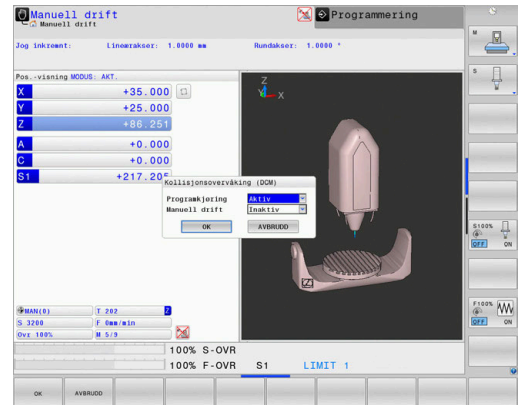 Manuell drift
Manuell drift
Programmering
Jog inkremnt: Lineærakser: 1.0000 mm Rundakser: 1.0000 °
Pos.-visning MODUS: AKT.
X +35.000
Y +25.000
Z +86.251
A +0.000
C +0.000
S1 +217.205
Z
Y
X
Kollisjonsovervåking (DCM)
Programkjøring Aktiv
Manuell drift Inaktiv
OK AVBRUDD
MAN(0) T 202 Z
S 3200 F 0mm/min
Ovr 100% M 5/9
100% S-OVR
100% F-OVR S1 LIMIT 1
M
S
S100%
OFF ON
F100%
OFF ON
OK AVBRUDD